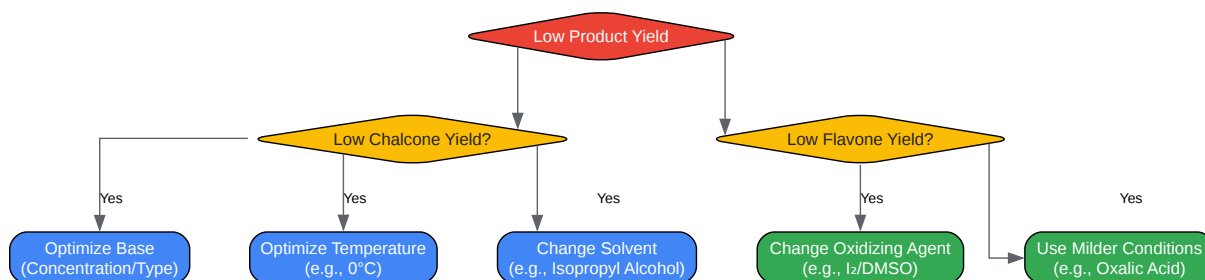 Low Product Yield
Low Chalcone Yield?
Low Flavone Yield?
Yes
Yes
Yes
Yes
Yes
Optimize Base
(Concentration/Type)
Optimize Temperature
(e.g., 0°C)
Change Solvent
(e.g., Isopropyl Alcohol)
Change Oxidizing Agent
(e.g., I₂/DMSO)
Use Milder Conditions
(e.g., Oxalic Acid)